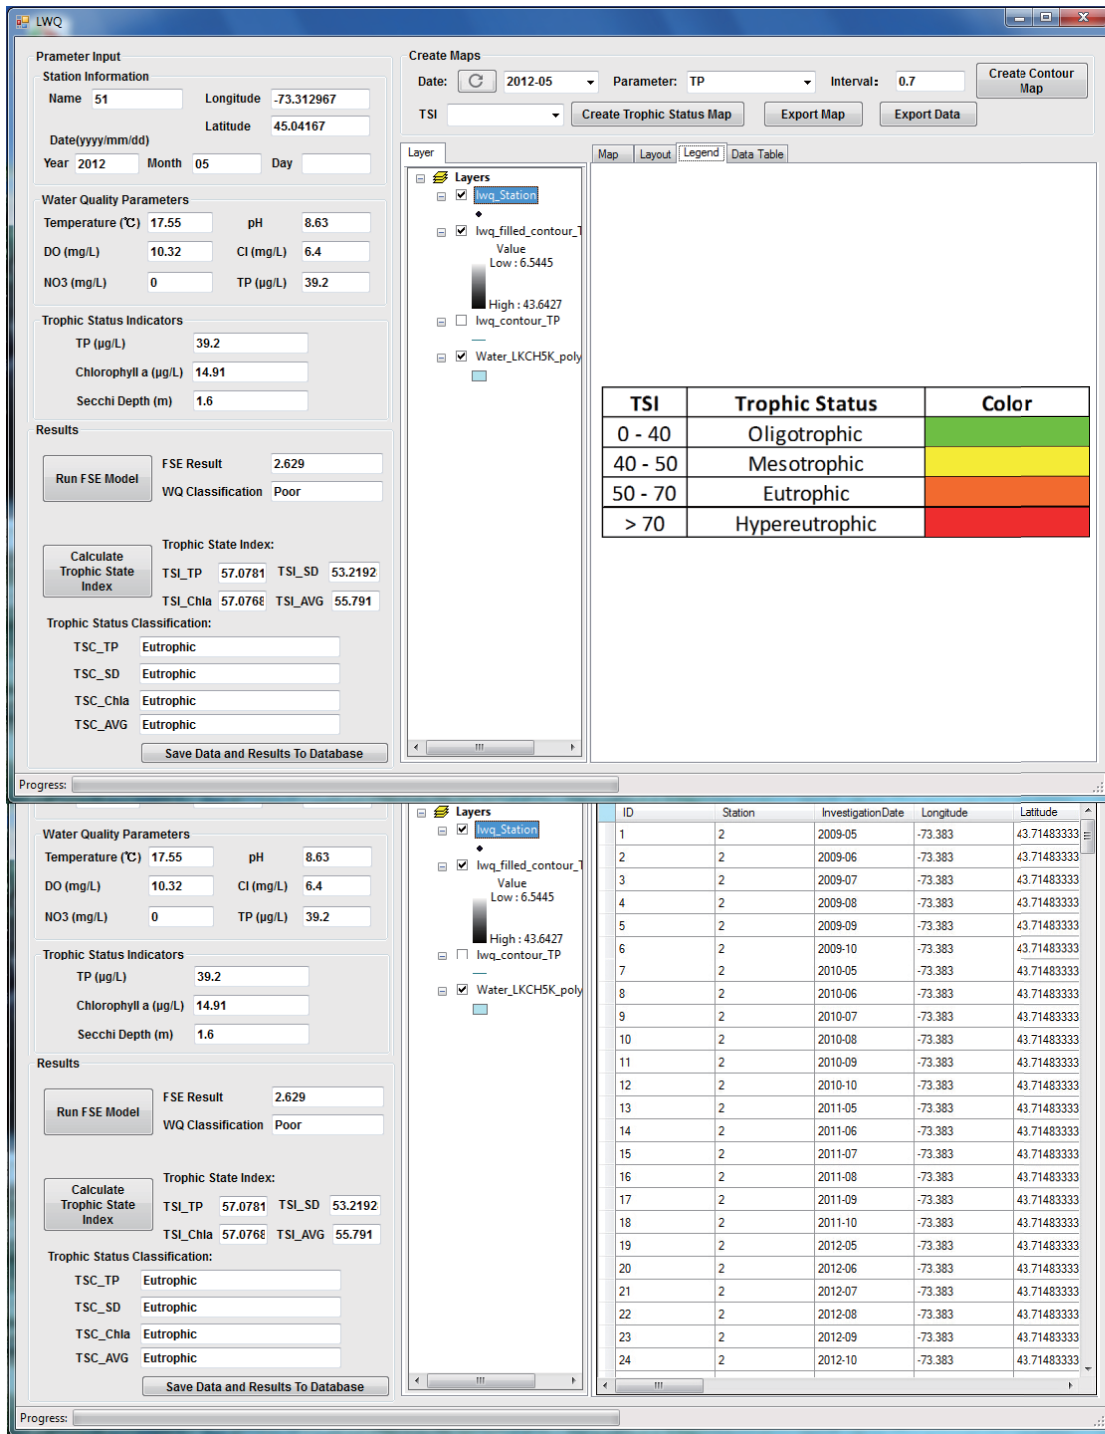 LWQ
Prameter Input
Station Information
Name 51 Longitude -73.312967
Latitude 45.04167
Date(yyyy/mm/dd)
Year 2012 Month 05 Day
Water Quality Parameters
Temperature (℃) 17.55 pH 8.63
DO (mg/L) 10.32 Cl (mg/L) 6.4
NO3 (mg/L) 0 TP (µg/L) 39.2
Trophic Status Indicators
TP (µg/L) 39.2
Chlorophyll a (µg/L) 14.91
Secchi Depth (m) 1.6
Results
Run FSE Model
FSE Result 2.629
WQ Classification Poor
Calculate
Trophic State
Index
Trophic State Index:
TSI_TP 57.0781 TSI_SD 53.2192
TSI_Chla 57.0768 TSI_AVG 55.791
Trophic Status Classification:
TSC_TP Eutrophic
TSC_SD Eutrophic
TSC_Chla Eutrophic
TSC_AVG Eutrophic
Save Data and Results To Database
Create Maps
Date: 2012-05 Parameter: TP Interval: 0.7
Create Contour
Map
TSI Create Trophic Status Map Export Map Export Data
Layer
Layers
lwq_Station
lwq_filled_contour_T
Value
Low : 6.5445
High : 43.6427
lwq_contour_TP
Water_LKCH5K_poly
Map Layout Legend Data Table
TSI Trophic Status Color
0 - 40 Oligotrophic
40 - 50 Mesotrophic
50 - 70 Eutrophic
> 70 Hypereutrophic
Progress:
Water Quality Parameters
Temperature (℃) 17.55 pH 8.63
DO (mg/L) 10.32 Cl (mg/L) 6.4
NO3 (mg/L) 0 TP (µg/L) 39.2
Trophic Status Indicators
TP (µg/L) 39.2
Chlorophyll a (µg/L) 14.91
Secchi Depth (m) 1.6
Results
Run FSE Model
FSE Result 2.629
WQ Classification Poor
Calculate
Trophic State
Index
Trophic State Index:
TSI_TP 57.0781 TSI_SD 53.2192
TSI_Chla 57.0768 TSI_AVG 55.791
Trophic Status Classification:
TSC_TP Eutrophic
TSC_SD Eutrophic
TSC_Chla Eutrophic
TSC_AVG Eutrophic
Save Data and Results To Database
Layers
lwq_Station
lwq_filled_contour_T
Value
Low : 6.5445
High : 43.6427
lwq_contour_TP
Water_LKCH5K_poly
ID Station InvestigationDate Longitude Latitude
1 2 2009-05 -73.383 43.71483333
2 2 2009-06 -73.383 43.71483333
3 2 2009-07 -73.383 43.71483333
4 2 2009-08 -73.383 43.71483333
5 2 2009-09 -73.383 43.71483333
6 2 2009-10 -73.383 43.71483333
7 2 2010-05 -73.383 43.71483333
8 2 2010-06 -73.383 43.71483333
9 2 2010-07 -73.383 43.71483333
10 2 2010-08 -73.383 43.71483333
11 2 2010-09 -73.383 43.71483333
12 2 2010-10 -73.383 43.71483333
13 2 2011-05 -73.383 43.71483333
14 2 2011-06 -73.383 43.71483333
15 2 2011-07 -73.383 43.71483333
16 2 2011-08 -73.383 43.71483333
17 2 2011-09 -73.383 43.71483333
18 2 2011-10 -73.383 43.71483333
19 2 2012-05 -73.383 43.71483333
20 2 2012-06 -73.383 43.71483333
21 2 2012-07 -73.383 43.71483333
22 2 2012-08 -73.383 43.71483333
23 2 2012-09 -73.383 43.71483333
24 2 2012-10 -73.383 43.71483333
Progress: